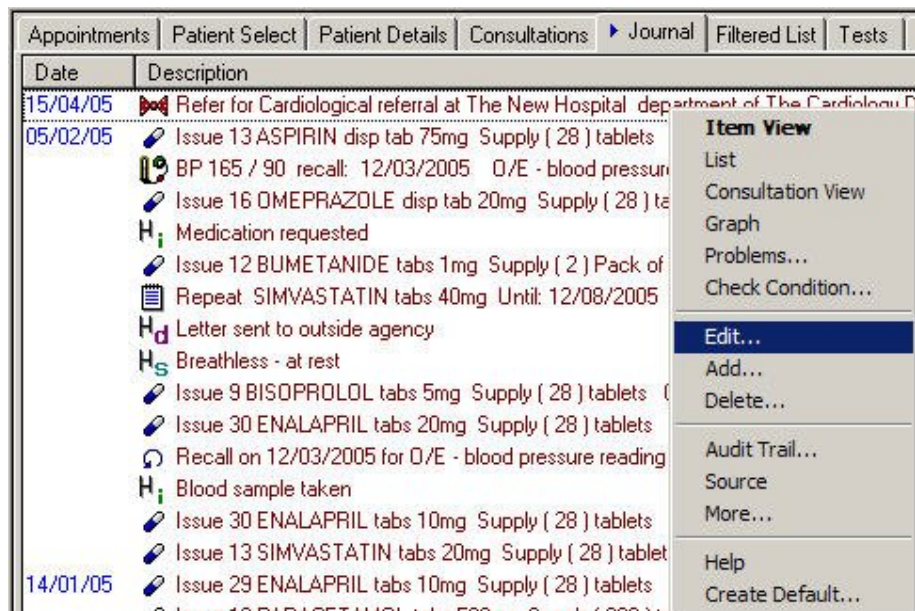 Appointments Patient Select Patient Details Consultations Journal Filtered List Tests
Date Description
15/04/05 Refer for Cardiological referral at The New Hospital department of The Cardiology D
05/02/05 Issue 13 ASPIRIN disp tab 75mg Supply ( 28 ) tablets
BP 165 / 90 recall: 12/03/2005 O/E - blood pressure
Issue 16 OMEPRAZOLE disp tab 20mg Supply ( 28 ) ta
Hi Medication requested
Issue 12 BUMETANIDE tabs 1mg Supply ( 2 ) Pack of
Repeat SIMVASTATIN tabs 40mg Until: 12/08/2005
Hd Letter sent to outside agency
Hs Breathless - at rest
Issue 9 BISOPROLOL tabs 5mg Supply ( 28 ) tablets
Issue 30 ENALAPRIL tabs 20mg Supply ( 28 ) tablets
Recall on 12/03/2005 for O/E - blood pressure reading
Hi Blood sample taken
Issue 30 ENALAPRIL tabs 10mg Supply ( 28 ) tablets
Issue 13 SIMVASTATIN tabs 20mg Supply ( 28 ) tablet
14/01/05 Issue 29 ENALAPRIL tabs 10mg Supply ( 28 ) tablets
Item View
List
Consultation View
Graph
Problems...
Check Condition...
Edit...
Add...
Delete...
Audit Trail...
Source
More...
Help
Create Default...